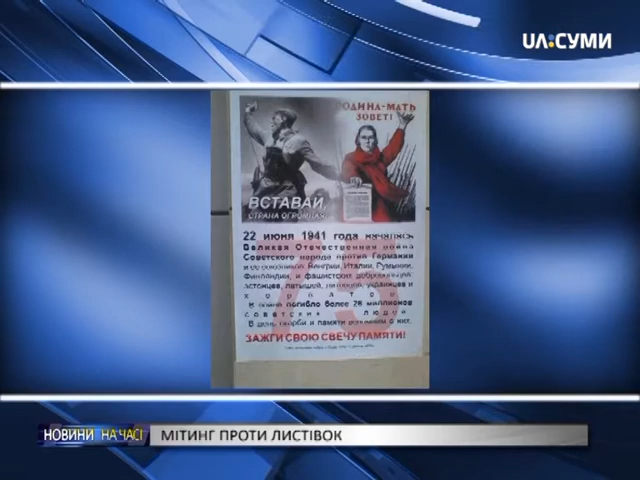 UA:СУМИ
РОДИНА-МАТЬ
ЗОВЕТ!
ВСТАВАЙ,
СТРАНА ОГРОМНАЯ!
22 июня 1941 года началась
Великая Отечественная война
Советского народа против Германии
и ее союзников: Венгрии, Италии, Румынии,
Финляндии, и фашистских добровольцев:
эстонцев, латышей, литовцев, украинцев и
хорватов.
В войне погибло более 26 миллионов
советских людей.
В день скорби и памяти вспомним о них.
ЗАЖГИ СВОЮ СВЕЧУ ПАМЯТИ!
НОВИНИ НА ЧАСІ
МІТИНГ ПРОТИ ЛИСТІВОК